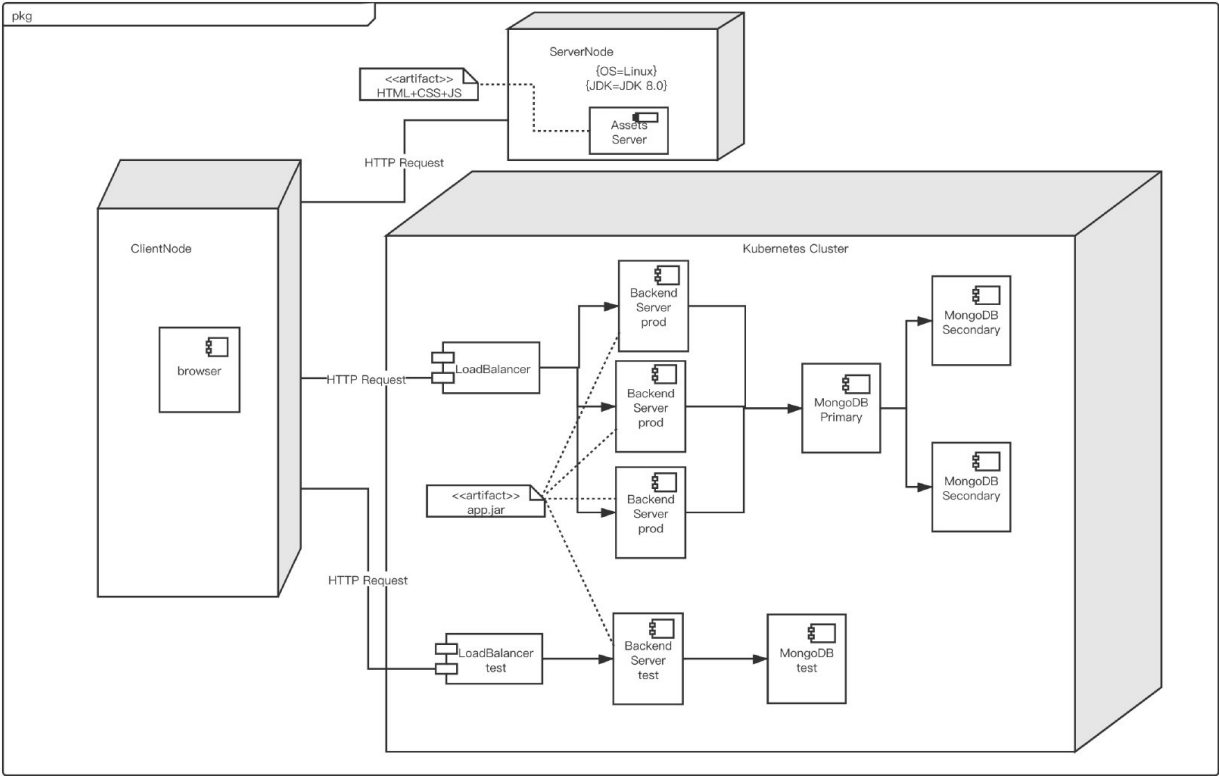 pkg
ServerNode
{OS=Linux}
{JDK=JDK 8.0}
<<artifact>>
HTML+CSS+JS
Assets
Server
HTTP Request
ClientNode
browser
Kubernetes Cluster
Backend
Server
prod
MongoDB
Secondary
HTTP Request
LoadBalancer
Backend
Server
prod
MongoDB
Primary
MongoDB
Secondary
<<artifact>>
app.jar
Backend
Server
prod
HTTP Request
LoadBalancer
test
Backend
Server
test
MongoDB
test